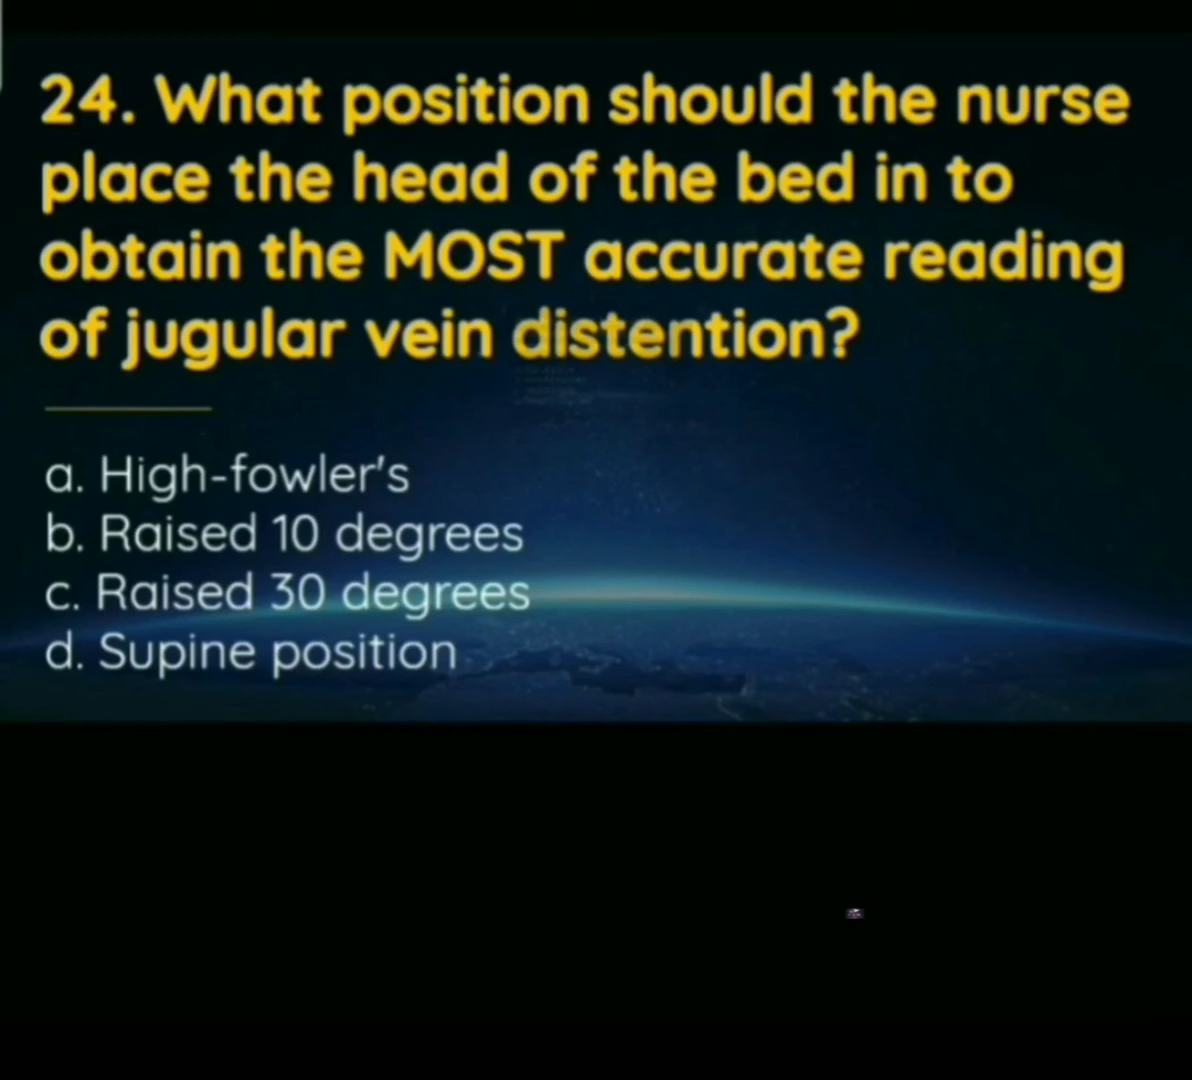 24. What position should the nurse
place the head of the bed in to
obtain the MOST accurate reading
of jugular vein distention?
a. High-fowler's
b. Raised 10 degrees
c. Raised 30 degrees
d. Supine position